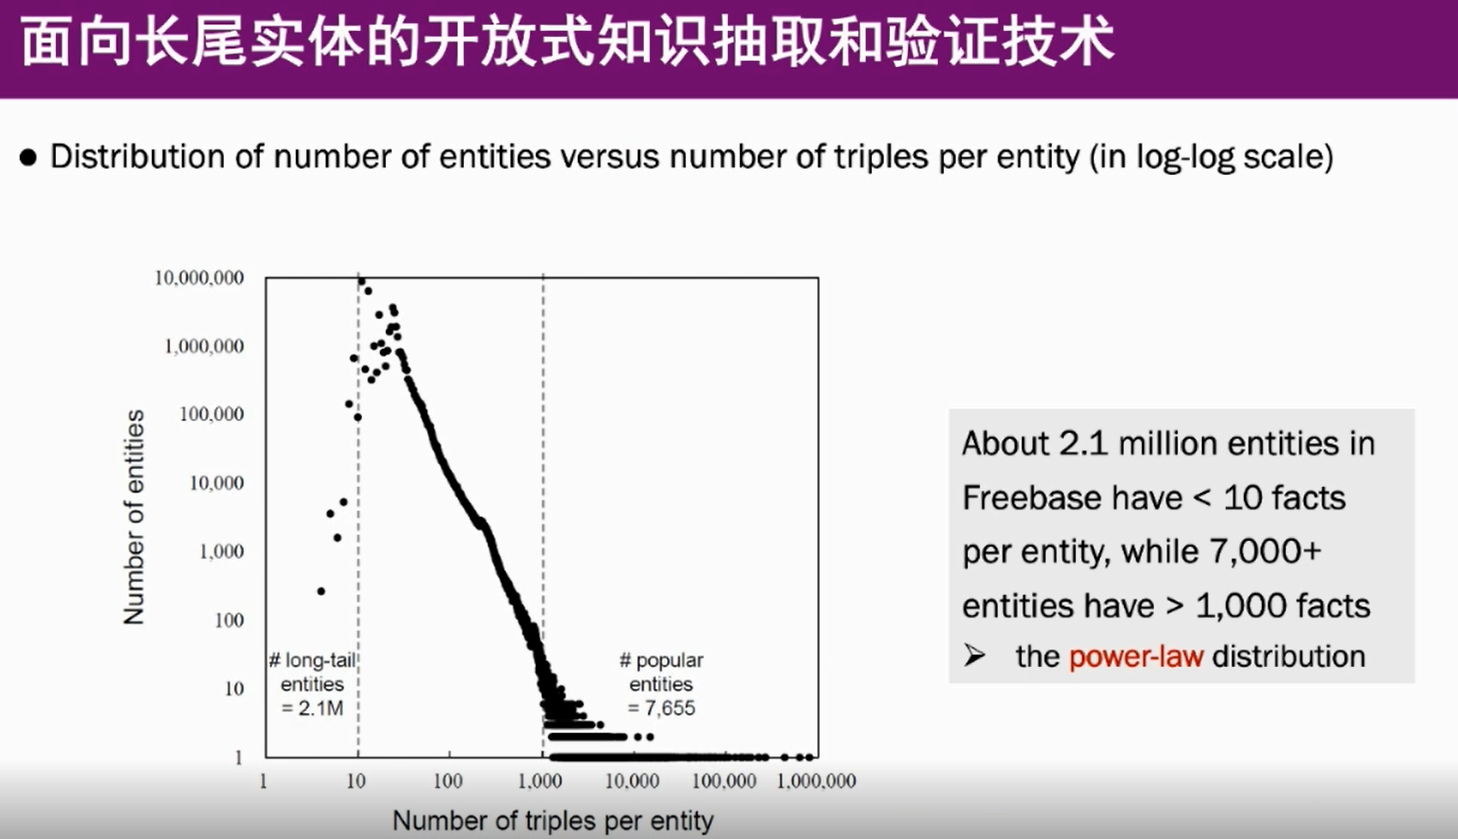 面向长尾实体的开放式知识抽取和验证技术
● Distribution of number of entities versus number of triples per entity (in log-log scale)
10,000,000
1,000,000
100,000
10,000
1,000
100
10
1
Number of entities
# long-tail
entities
= 2.1M
# popular
entities
= 7,655
1 10 100 1,000 10,000 100,000 1,000,000
Number of triples per entity
About 2.1 million entities in
Freebase have < 10 facts
per entity, while 7,000+
entities have > 1,000 facts
➢ the power-law distribution